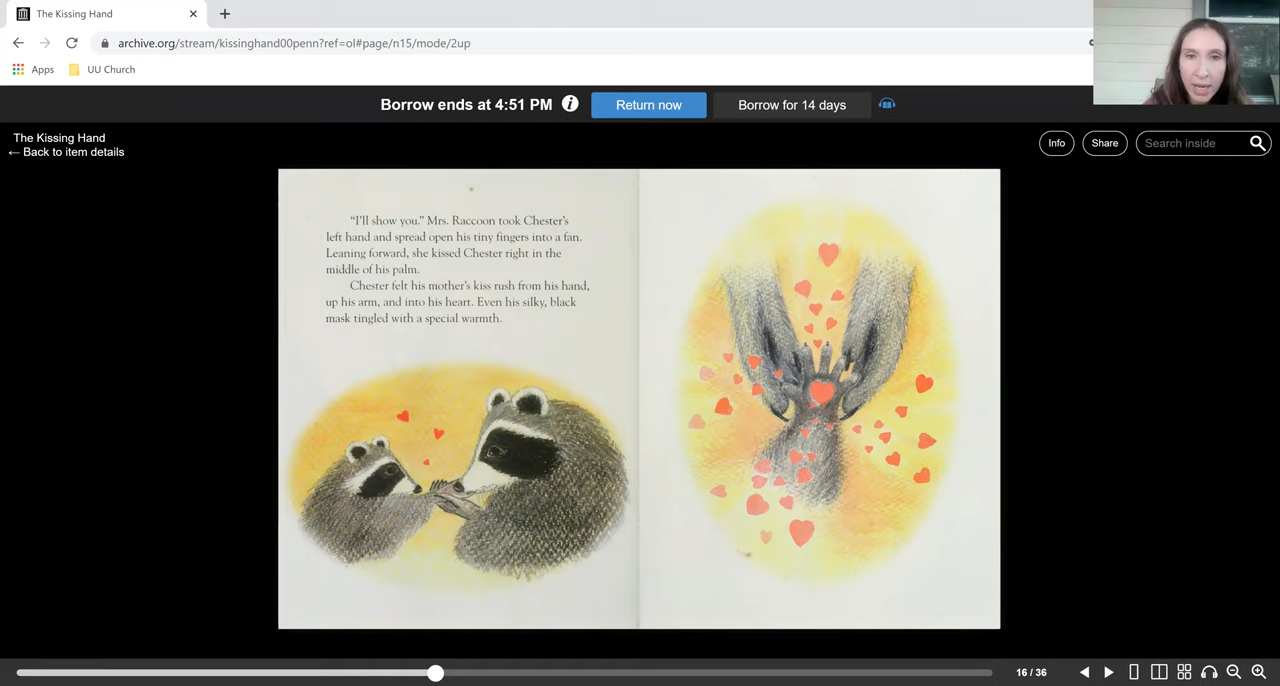 The Kissing Hand
archive.org/stream/kissinghand00penn?ref=ol#page/n15/mode/2up
Apps
UU Church
Borrow ends at 4:51 PM
Return now
Borrow for 14 days
The Kissing Hand
← Back to item details
Info
Share
Search inside
“I’ll show you.” Mrs. Raccoon took Chester’s
left hand and spread open his tiny fingers into a fan.
Leaning forward, she kissed Chester right in the
middle of his palm.
Chester felt his mother’s kiss rush from his hand,
up his arm, and into his heart. Even his silky, black
mask tingled with a special warmth.
16 / 36